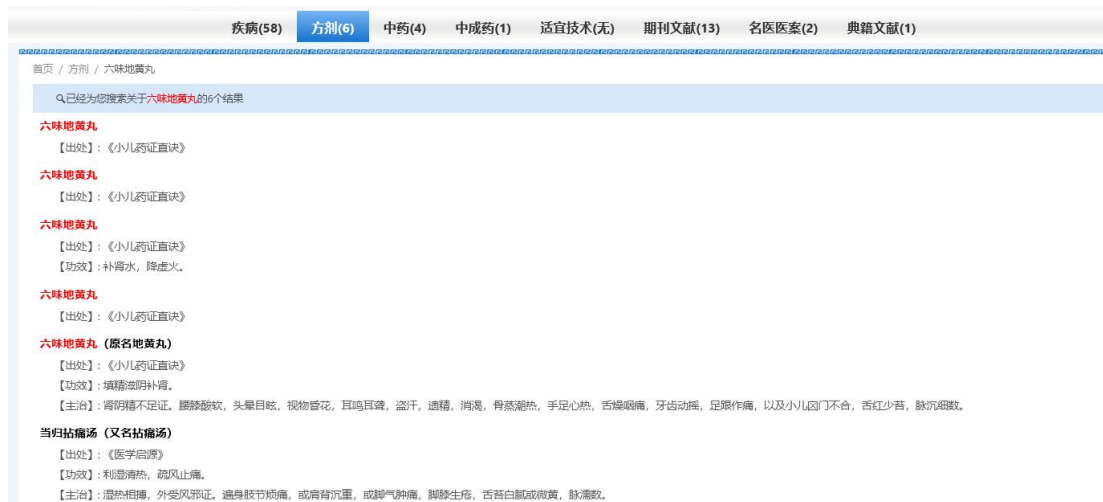 疾病(58) 方剂(6) 中药(4) 中成药(1) 适宜技术(无) 期刊文献(13) 名医医案(2) 典籍文献(1)
首页 / 方剂 / 六味地黄丸
已经为您搜索关于六味地黄丸的6个结果
六味地黄丸
【出处】:《小儿药证直诀》
六味地黄丸
【出处】:《小儿药证直诀》
六味地黄丸
【出处】:《小儿药证直诀》
【功效】:补肾水，降虚火。
六味地黄丸
【出处】:《小儿药证直诀》
六味地黄丸（原名地黄丸）
【出处】:《小儿药证直诀》
【功效】:填精滋阴补肾。
【主治】:肾阴精不足证。腰膝酸软，头晕目眩，视物昏花，耳鸣耳聋，盗汗，遗精，消渴，骨蒸潮热，手足心热，舌燥咽痛，牙齿动摇，足跟作痛，以及小儿囟门不合，舌红少苔，脉沉细数。
当归拈痛汤（又名拈痛汤）
【出处】:《医学启源》
【功效】:利湿清热，疏风止痛。
【主治】:湿热相搏，外受风邪证。遍身肢节烦痛，或肩背沉重，或脚气肿痛，脚膝生疮，舌苔白腻或微黄，脉濡数。